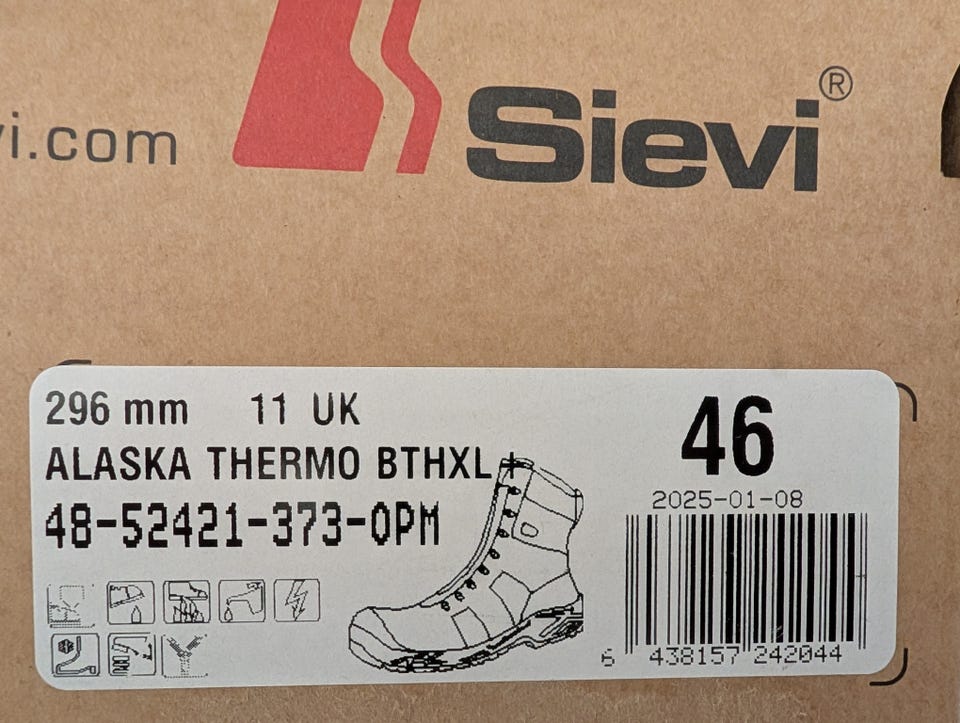 Sievi®
vi.com
296 mm 11 UK
46
ALASKA THERMO BTHXL+
2025-01-08
48-52421-373-0PM
6 438157 242044